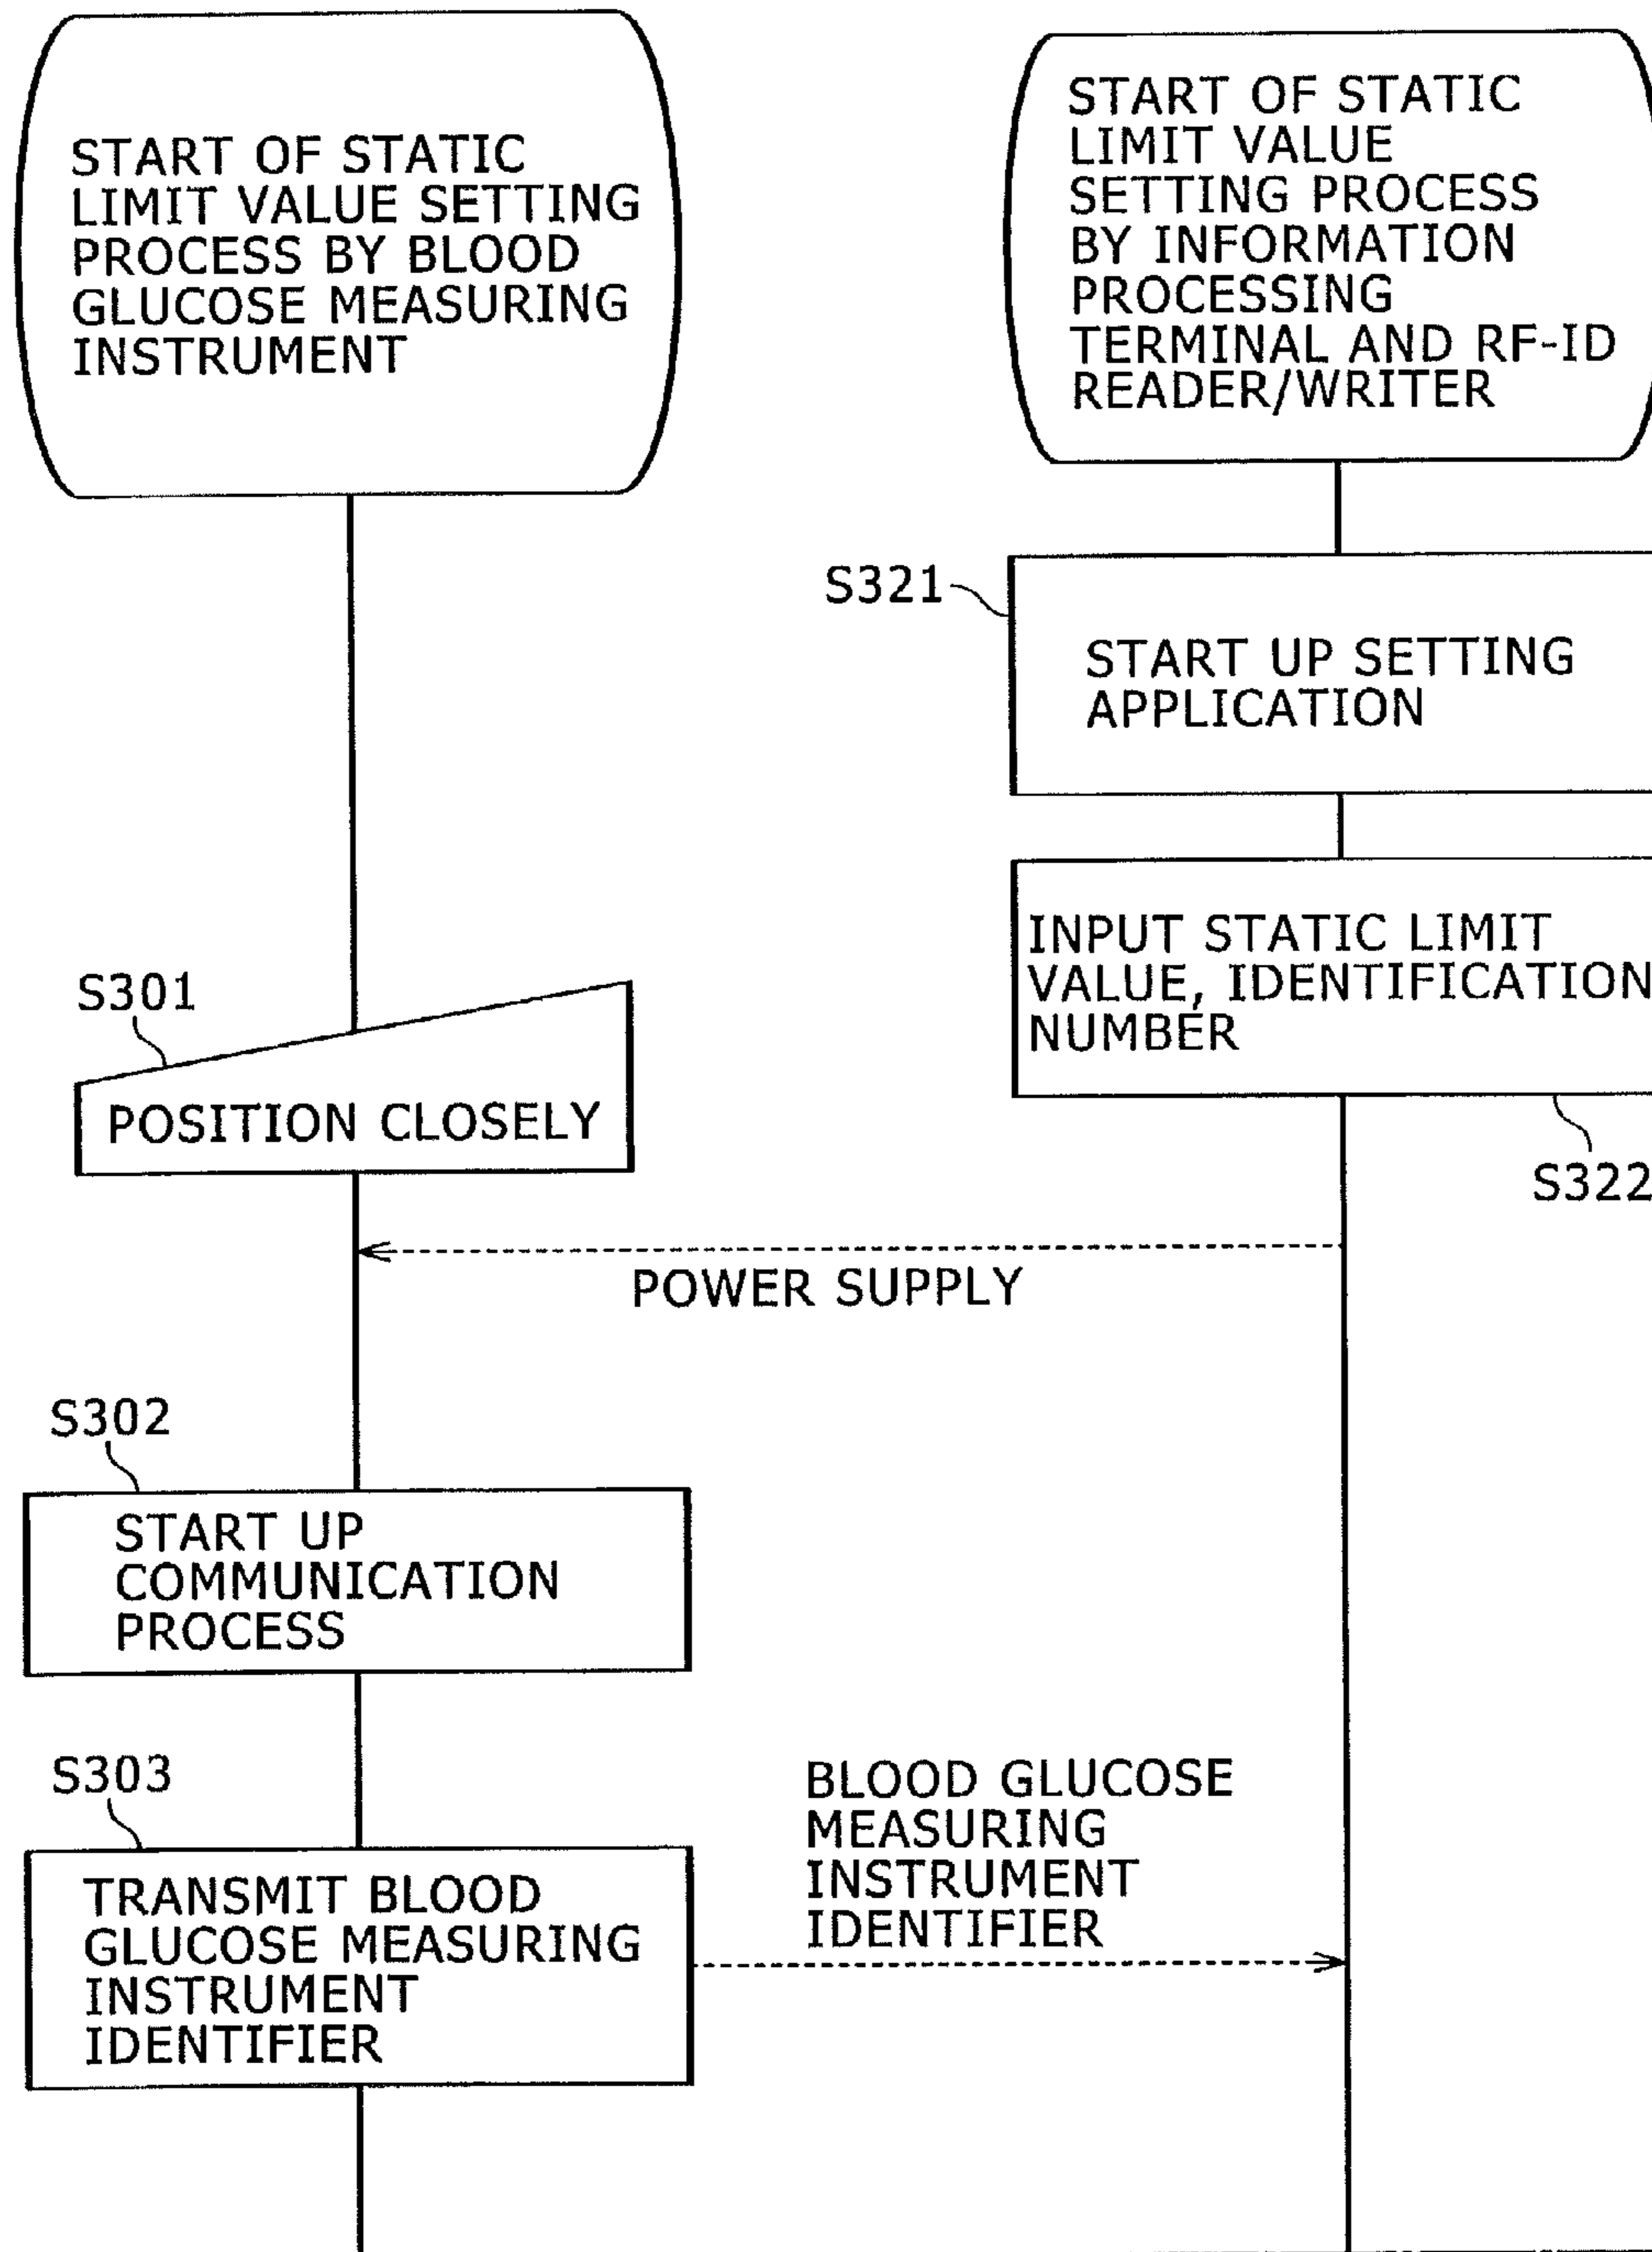 START OF STATIC
LIMIT VALUE SETTING
PROCESS BY BLOOD
GLUCOSE MEASURING
INSTRUMENT
START OF STATIC
LIMIT VALUE
SETTING PROCESS
BY INFORMATION
PROCESSING
TERMINAL AND RF-ID
READER/WRITER
S321
START UP SETTING
APPLICATION
INPUT STATIC LIMIT
VALUE, IDENTIFICATION
NUMBER
S322
S301
POSITION CLOSELY
POWER SUPPLY
S302
START UP
COMMUNICATION
PROCESS
S303
TRANSMIT BLOOD
GLUCOSE MEASURING
INSTRUMENT
IDENTIFIER
BLOOD GLUCOSE
MEASURING
INSTRUMENT
IDENTIFIER